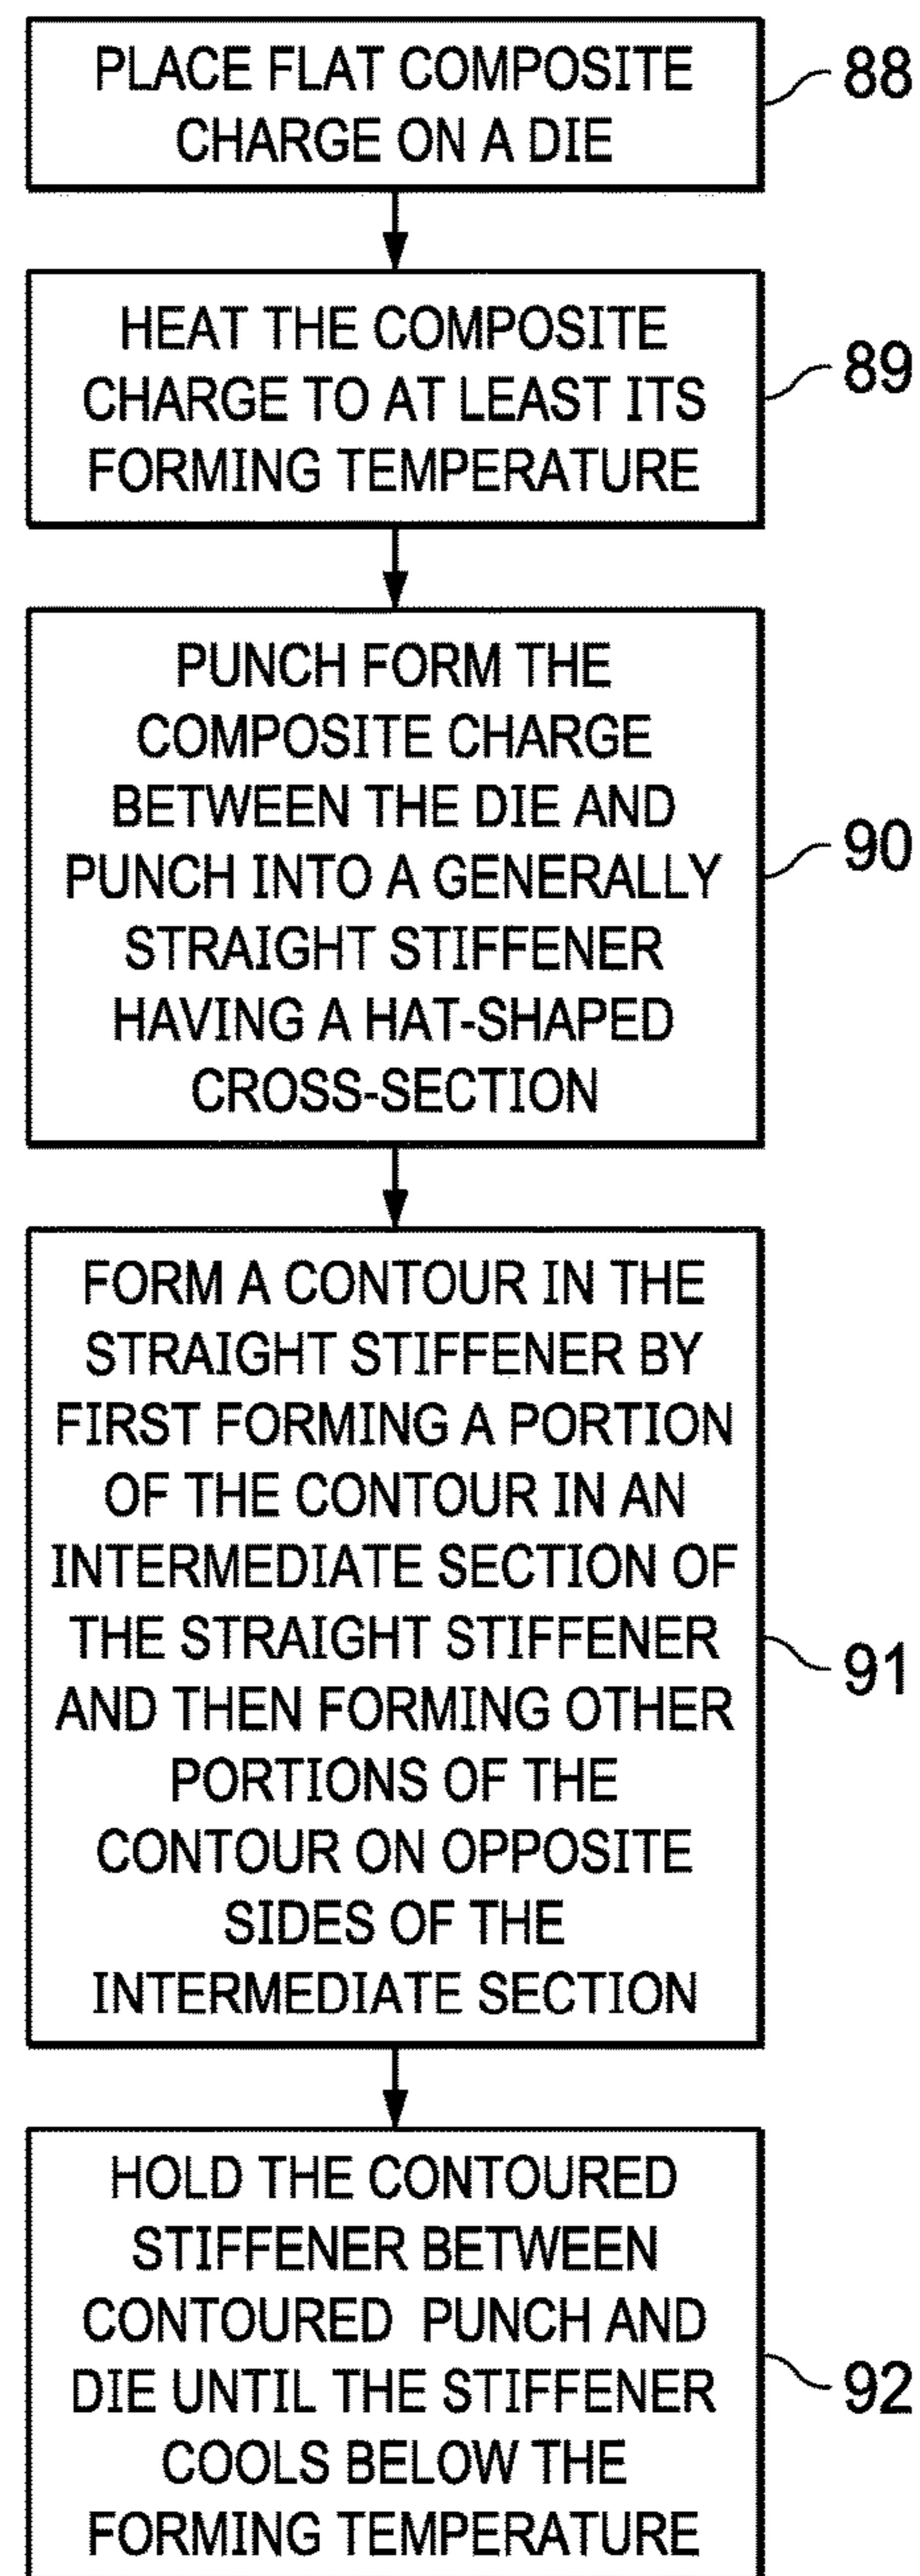 PLACE FLAT COMPOSITE
CHARGE ON A DIE
88
HEAT THE COMPOSITE
CHARGE TO AT LEAST ITS
FORMING TEMPERATURE
89
PUNCH FORM THE
COMPOSITE CHARGE
BETWEEN THE DIE AND
PUNCH INTO A GENERALLY
STRAIGHT STIFFENER
HAVING A HAT-SHAPED
CROSS-SECTION
90
FORM A CONTOUR IN THE
STRAIGHT STIFFENER BY
FIRST FORMING A PORTION
OF THE CONTOUR IN AN
INTERMEDIATE SECTION OF
THE STRAIGHT STIFFENER
AND THEN FORMING OTHER
PORTIONS OF THE
CONTOUR ON OPPOSITE
SIDES OF THE
INTERMEDIATE SECTION
91
HOLD THE CONTOURED
STIFFENER BETWEEN
CONTOURED PUNCH AND
DIE UNTIL THE STIFFENER
COOLS BELOW THE
FORMING TEMPERATURE
92